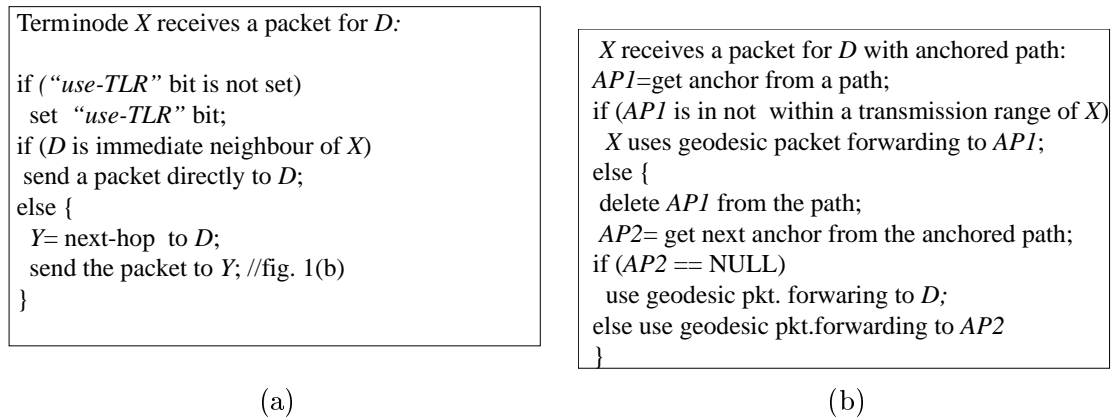 Terminode X receives a packet for D:
if ("use-TLR" bit is not set)
set "use-TLR" bit;
if (D is immediate neighbour of X)
send a packet directly to D;
else {
Y= next-hop to D;
send the packet to Y; //fig. 1(b)
}
(a)
X receives a packet for D with anchored path:
AP1=get anchor from a path;
if (AP1 is in not within a transmission range of X)
X uses geodesic packet forwarding to AP1;
else {
delete AP1 from the path;
AP2= get next anchor from the anchored path;
if (AP2 == NULL)
use geodesic pkt. forwaring to D;
else use geodesic pkt.forwarding to AP2
}
(b)